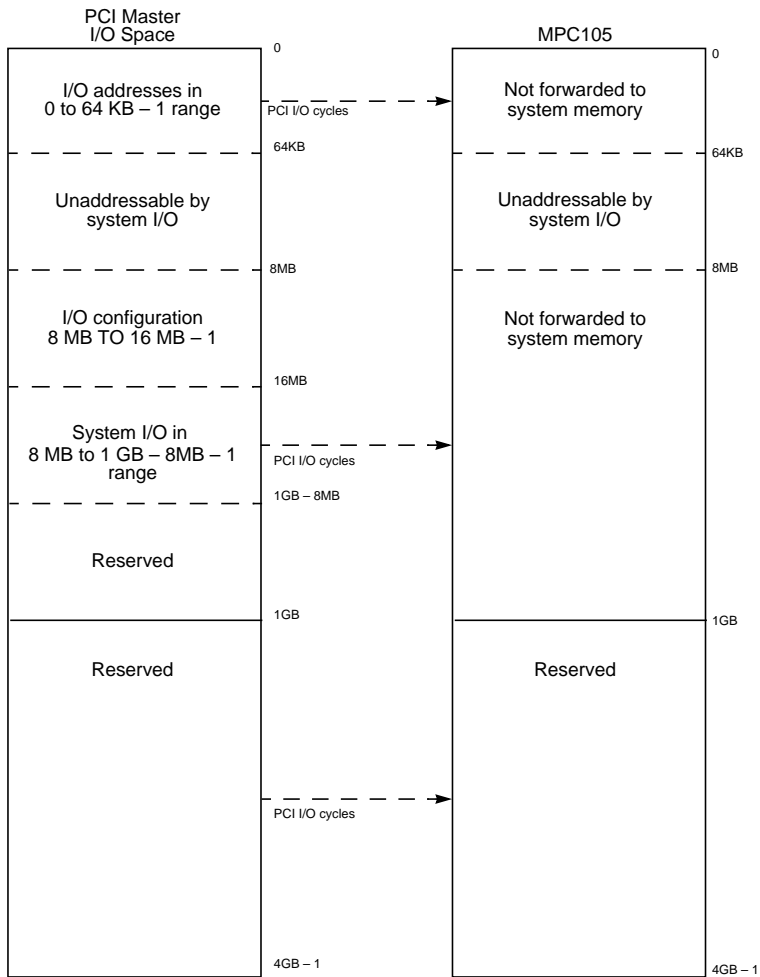 PCI Master
I/O Space
0
I/O addresses in
0 to 64 KB – 1 range
PCI I/O cycles
64KB
Unaddressable by
system I/O
8MB
I/O configuration
8 MB TO 16 MB – 1
16MB
System I/O in
8 MB to 1 GB – 8MB – 1
range
PCI I/O cycles
1GB – 8MB
Reserved
1GB
Reserved
PCI I/O cycles
4GB – 1
MPC105
0
Not forwarded to
system memory
64KB
Unaddressable by
system I/O
8MB
Not forwarded to
system memory
1GB
Reserved
4GB – 1